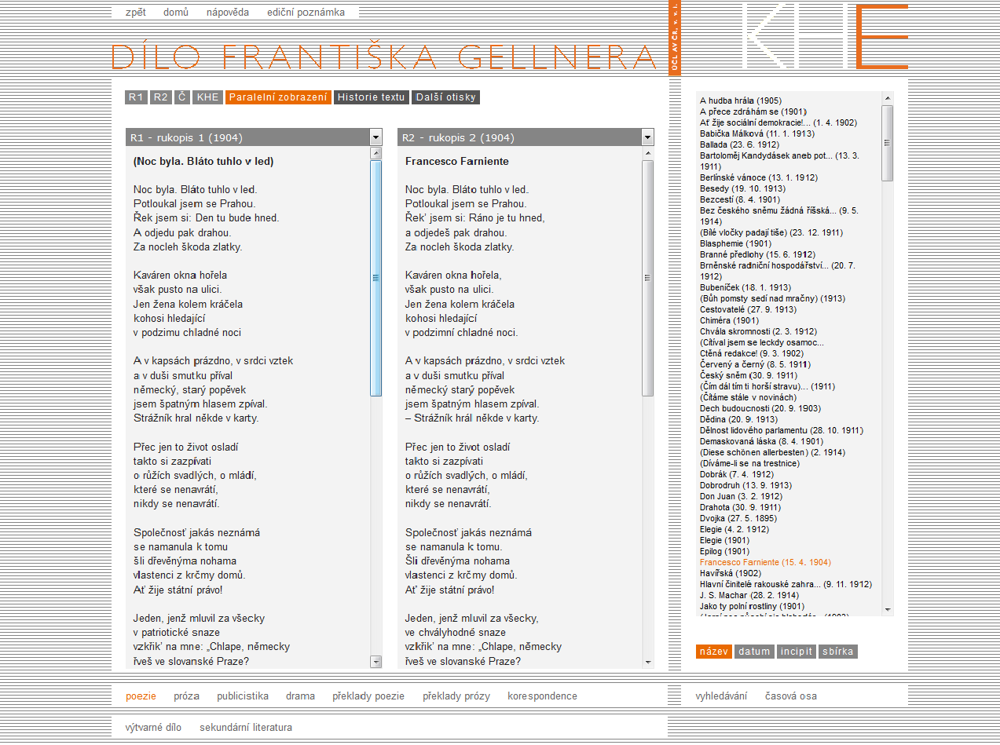 zpět domů nápověda ediční poznámka
ÚČL AV ČR, v. v. i.
KHE
DÍLO FRANTIŠKA GELLNERA
R1 R2 Č KHE Paralelní zobrazení Historie textu Další otisky
R1 - rukopis 1 (1904)
(Noc byla. Bláto tuhlo v led)
Noc byla. Bláto tuhlo v led.
Potloukal jsem se Prahou.
Řek jsem si: Den tu bude hned.
A odjedu pak drahou.
Za nocleh škoda zlatky.
Kaváren okna hořela
však pusto na ulici.
Jen žena kolem kráčela
kohosi hledající
v podzimu chladné noci
A v kapsách prázdno, v srdci vztek
a v duši smutku příval
německý, starý popěvek
jsem špatným hlasem zpíval.
Strážník hral někde v karty.
Přec jen to život osladí
takto si zazpívati
o růžích svadlých, o mládí,
které se nenavrátí,
nikdy se nenavrátí.
Společnosť jakás neznámá
se namanula k tomu
šli dřevěnýma nohama
vlastenci z krčmy domů.
Ať žije státní právo!
Jeden, jenž mluvil za všecky
v patriotické snaze
vzkřik’ na mne: „Chlape, německy
řveš ve slovanské Praze?
R2 - rukopis 2 (1904)
Francesco Farniente
Noc byla. Bláto tuhlo v led.
Potloukal jsem se Prahou.
Řek’ jsem si: Ráno je tu hned,
a odjedeš pak drahou.
Za nocleh škoda zlatky.
Kaváren okna hořela,
však pusto na ulici.
Jen žena kolem kráčela
kohosi hledající
v podzimní chladné noci.
A v kapsách prázdno, v srdci vztek
a v duši smutku příval
německý starý popěvek
jsem špatným hlasem zpíval.
– Strážník hrál někde v karty.
Přec jen to život osladí
takto si zazpívati
o růžích svadlých, o mládí,
které se nenavrátí,
nikdy se nenavrátí.
Společnosť jakás neznámá
se namanula k tomu.
Šli dřevěnýma nohama
vlastenci z krčmy domů.
Ať žije státní právo!
Jeden, jenž mluvil za všecky,
ve chvályhodné snaze
vzkřik’ na mne: „Chlape, německy
řveš ve slovanské Praze?
A hudba hrála (1905)
A přece zdráhám se (1901)
Ať žije sociální demokracie!... (1. 4. 1902)
Babička Málková (11. 1. 1913)
Ballada (23. 6. 1912)
Bartoloměj Kandydásek aneb pot... (13. 3.
1911)
Berlínské vánoce (13. 1. 1912)
Besedy (19. 10. 1913)
Bezcestí (8. 4. 1901)
Bez českého sněmu žádná říšská... (9. 5.
1914)
(Bílé vločky padají tiše) (23. 12. 1911)
Blasphemie (1901)
Branné předlohy (15. 6. 1912)
Brněnské radniční hospodářství... (20. 7.
1912)
Bubeníček (18. 1. 1913)
(Bůh pomsty sedí nad mračny) (1913)
Cestovatelé (27. 9. 1913)
Chiméra (1901)
Chvála skromnosti (2. 3. 1912)
(Cítíval jsem se leckdy osamoc...
Ctěná redakce! (9. 3. 1902)
Červený a černý (8. 5. 1911)
Český sněm (30. 9. 1911)
(Čím dál tím ti horší stravu)... (1911)
(Čítáme stále v novinách)
Dech budoucnosti (20. 9. 1903)
Dědina (20. 9. 1913)
Dělnost lidového parlamentu (28. 10. 1911)
Demaskovaná láska (8. 4. 1901)
(Diese schönen allerbesten) (2. 1914)
(Díváme-li se na trestnice)
Dobrák (7. 4. 1912)
Dobrodruh (13. 9. 1913)
Don Juan (3. 2. 1912)
Drahota (30. 9. 1911)
Dvojka (27. 5. 1895)
Elegie (4. 2. 1912)
Elegie (1901)
Epilog (1901)
Francesco Farniente (15. 4. 1904)
Havířská (1902)
Hlavní činitelé rakouské zahra... (9. 11. 1912)
J. S. Machar (28. 2. 1914)
Jako ty polní rostliny (1901)
název datum incipit sbírka
poezie próza publicistika drama překlady poezie překlady prózy korespondence
vyhledávání časová osa
výtvarné dílo sekundární literatura